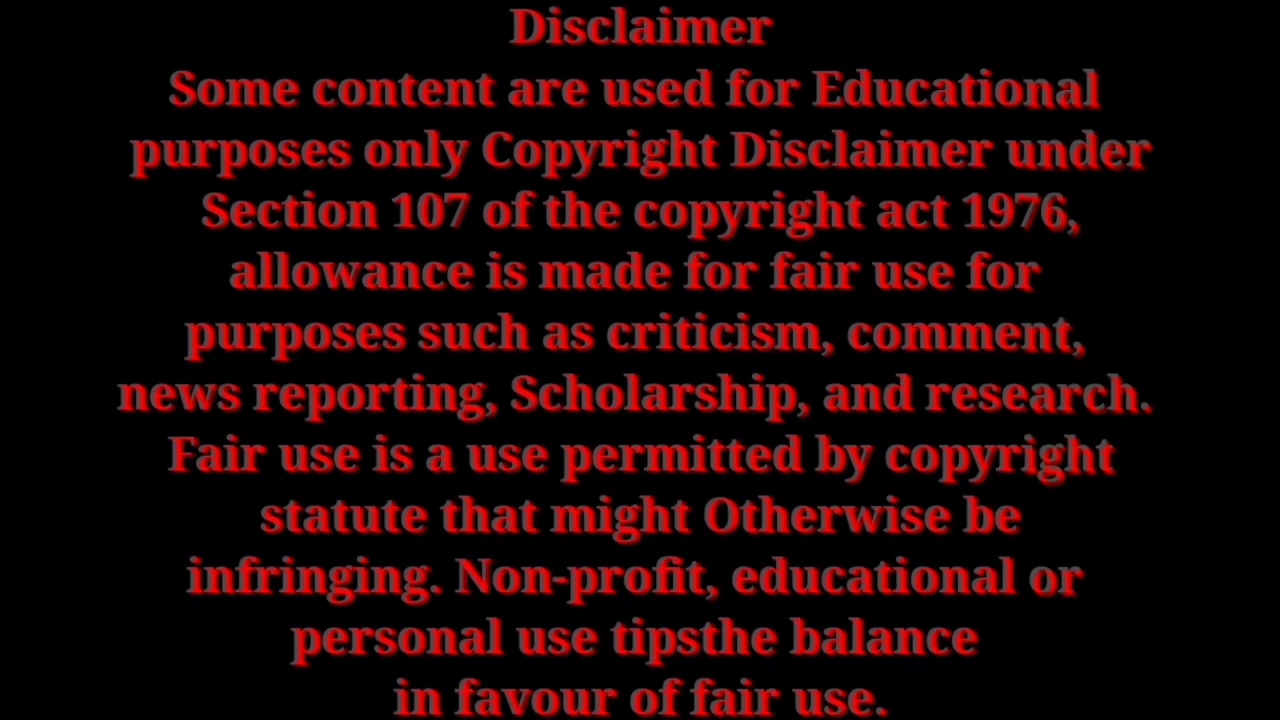 Disclaimer
Some content are used for Educational
purposes only Copyright Disclaimer under
Section 107 of the copyright act 1976,
allowance is made for fair use for
purposes such as criticism, comment,
news reporting, Scholarship, and research.
Fair use is a use permitted by copyright
statute that might Otherwise be
infringing. Non-profit, educational or
personal use tipsthe balance
in favour of fair use.